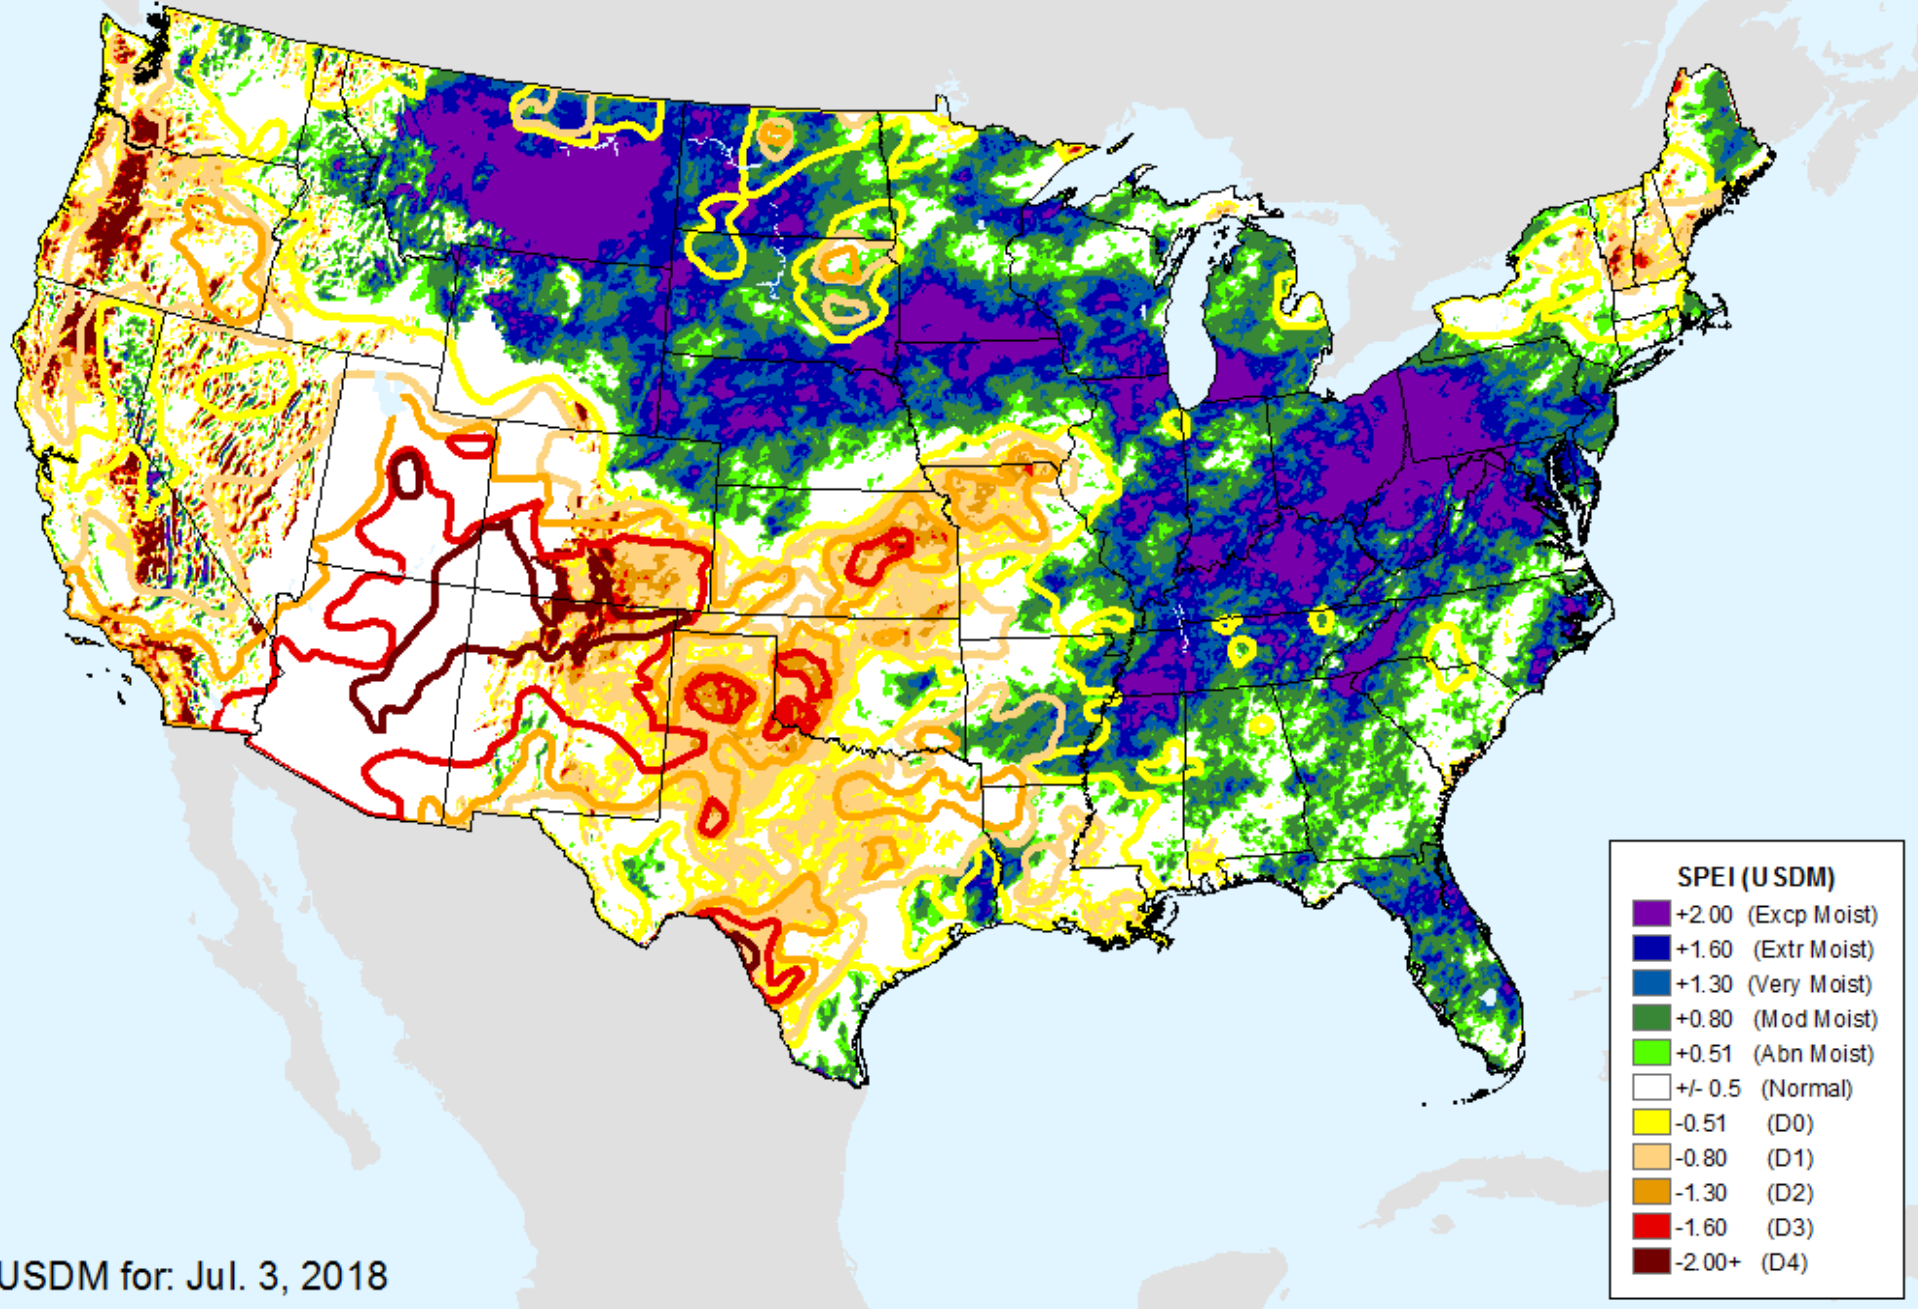 SPEI (USDM)
+2.00 (Excp Moist)
+1.60 (Extr Moist)
+1.30 (Very Moist)
+0.80 (Mod Moist)
+0.51 (Abn Moist)
+/- 0.5 (Normal)
-0.51 (D0)
-0.80 (D1)
-1.30 (D2)
-1.60 (D3)
-2.00+ (D4)
USDM for: Jul. 3, 2018